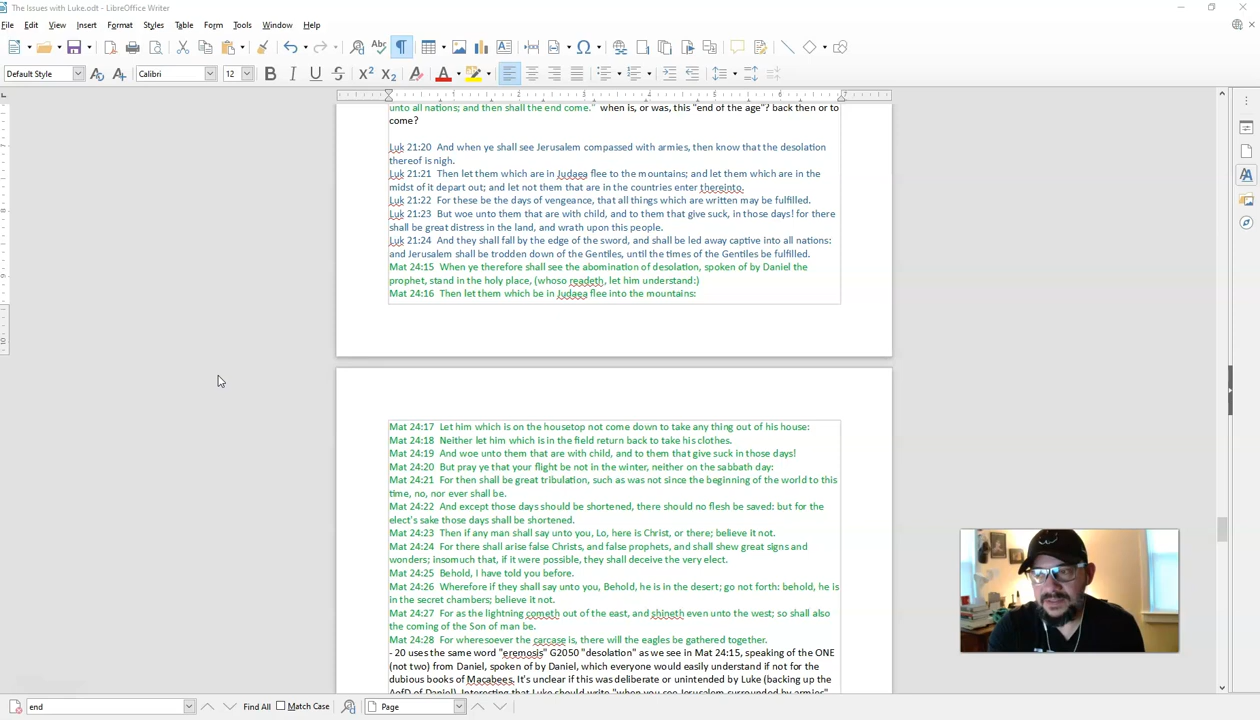 The Issues with Luke.odt - LibreOffice Writer
File Edit View Insert Format Styles Table Form Tools Window Help
Default Style Calibri 12
1 2 3 4 5 6 7
unto all nations; and then shall the end come." when is, or was, this "end of the age"? back then or to
come?
Luk 21:20 And when ye shall see Jerusalem compassed with armies, then know that the desolation
thereof is nigh.
Luk 21:21 Then let them which are in Judaea flee to the mountains; and let them which are in the
midst of it depart out; and let not them that are in the countries enter thereinto.
Luk 21:22 For these be the days of vengeance, that all things which are written may be fulfilled.
Luk 21:23 But woe unto them that are with child, and to them that give suck, in those days! for there
shall be great distress in the land, and wrath upon this people.
Luk 21:24 And they shall fall by the edge of the sword, and shall be led away captive into all nations:
and Jerusalem shall be trodden down of the Gentiles, until the times of the Gentiles be fulfilled.
Mat 24:15 When ye therefore shall see the abomination of desolation, spoken of by Daniel the
prophet, stand in the holy place, (whoso readeth, let him understand:)
Mat 24:16 Then let them which be in Judaea flee into the mountains:
Mat 24:17 Let him which is on the housetop not come down to take any thing out of his house:
Mat 24:18 Neither let him which is in the field return back to take his clothes.
Mat 24:19 And woe unto them that are with child, and to them that give suck in those days!
Mat 24:20 But pray ye that your flight be not in the winter, neither on the sabbath day:
Mat 24:21 For then shall be great tribulation, such as was not since the beginning of the world to this
time, no, nor ever shall be.
Mat 24:22 And except those days should be shortened, there should no flesh be saved: but for the
elect's sake those days shall be shortened.
Mat 24:23 Then if any man shall say unto you, Lo, here is Christ, or there; believe it not.
Mat 24:24 For there shall arise false Christs, and false prophets, and shall shew great signs and
wonders; insomuch that, if it were possible, they shall deceive the very elect.
Mat 24:25 Behold, I have told you before.
Mat 24:26 Wherefore if they shall say unto you, Behold, he is in the desert; go not forth: behold, he is
in the secret chambers; believe it not.
Mat 24:27 For as the lightning cometh out of the east, and shineth even unto the west; so shall also
the coming of the Son of man be.
Mat 24:28 For wheresoever the carcase is, there will the eagles be gathered together.
- 20 uses the same word "eremosis" G2050 "desolation" as we see in Mat 24:15, speaking of the ONE
(not two) from Daniel, spoken of by Daniel, which everyone would easily understand if not for the
dubious books of Macabees. It's unclear if this was deliberate or unintended by Luke (backing up the
AofD of Daniel). Interesting that Luke should write "when you see Jerusalem surrounded by armies"
end Find All Match Case Page